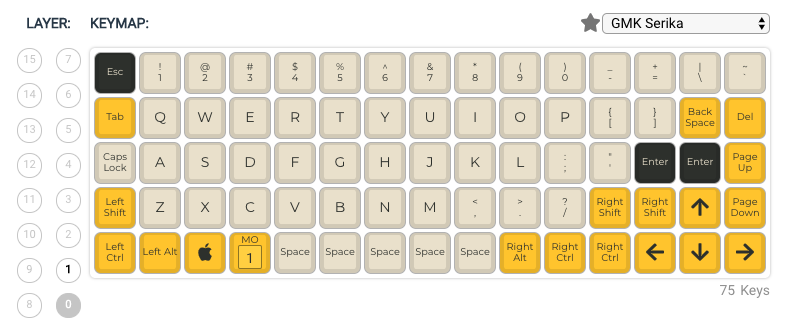 LAYER: KEYMAP: GMK Serika
15 7
14 6
13 5
12 4
11 3
10 2
9 1
8 0
Esc ! 1 @ 2 # 3 $ 4 % 5 ^ 6 & 7 * 8 ( 9 ) 0 _ - + = | \ ~ `
Tab Q W E R T Y U I O P { [ } ] Back Space Del
Caps Lock A S D F G H J K L : ; " ' Enter Enter Page Up
Left Shift Z X C V B N M < , > . ? / Right Shift Right Shift ↑ Page Down
Left Ctrl Left Alt MO 1 Space Space Space Space Space Right Alt Right Ctrl Right Ctrl ← ↓ →
75 Keys